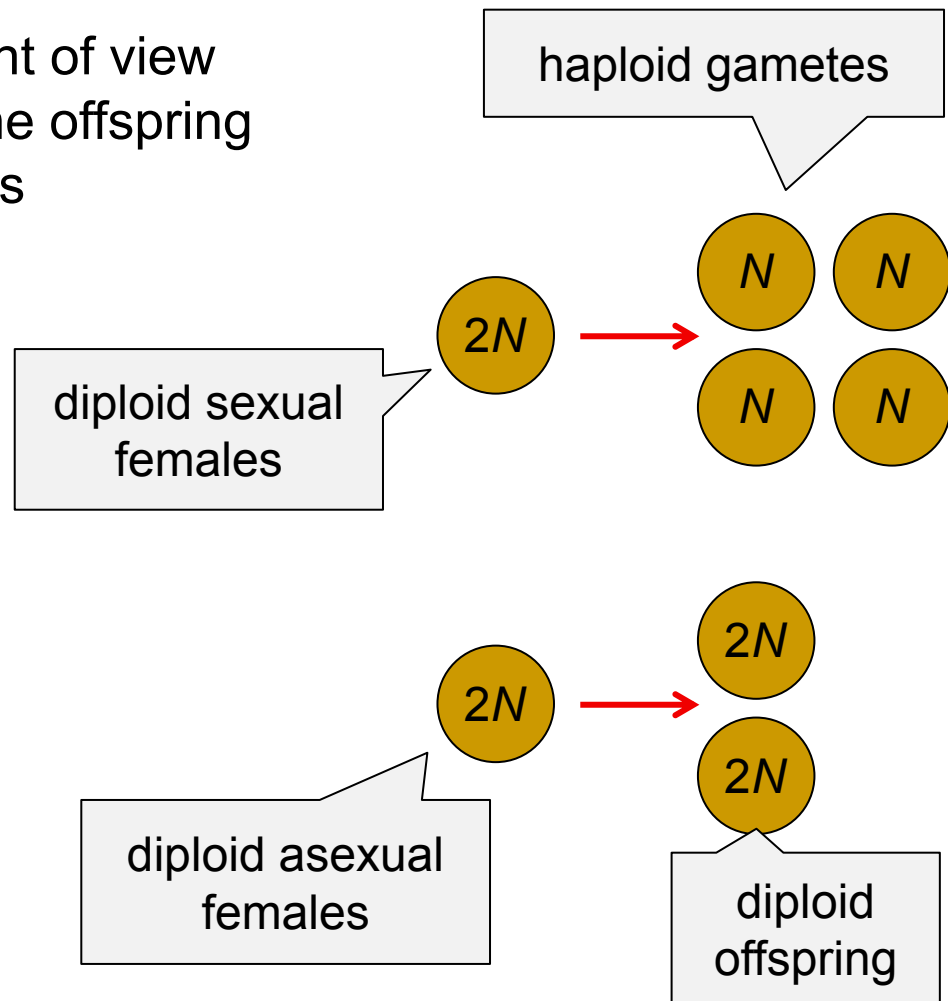 nt of view
ne offspring
s
haploid gametes
N N
2N
N N
diploid sexual
females
2N
2N
2N
diploid asexual
females
diploid
offspring